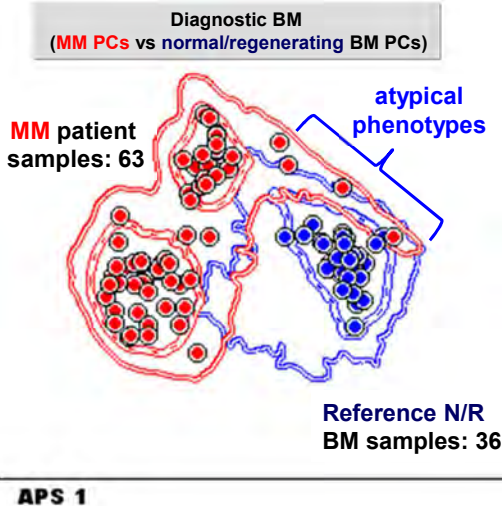 Diagnostic BM
(MM PCs vs normal/regenerating BM PCs)
atypical
phenotypes
MM patient
samples: 63
Reference N/R
BM samples: 36
APS 1